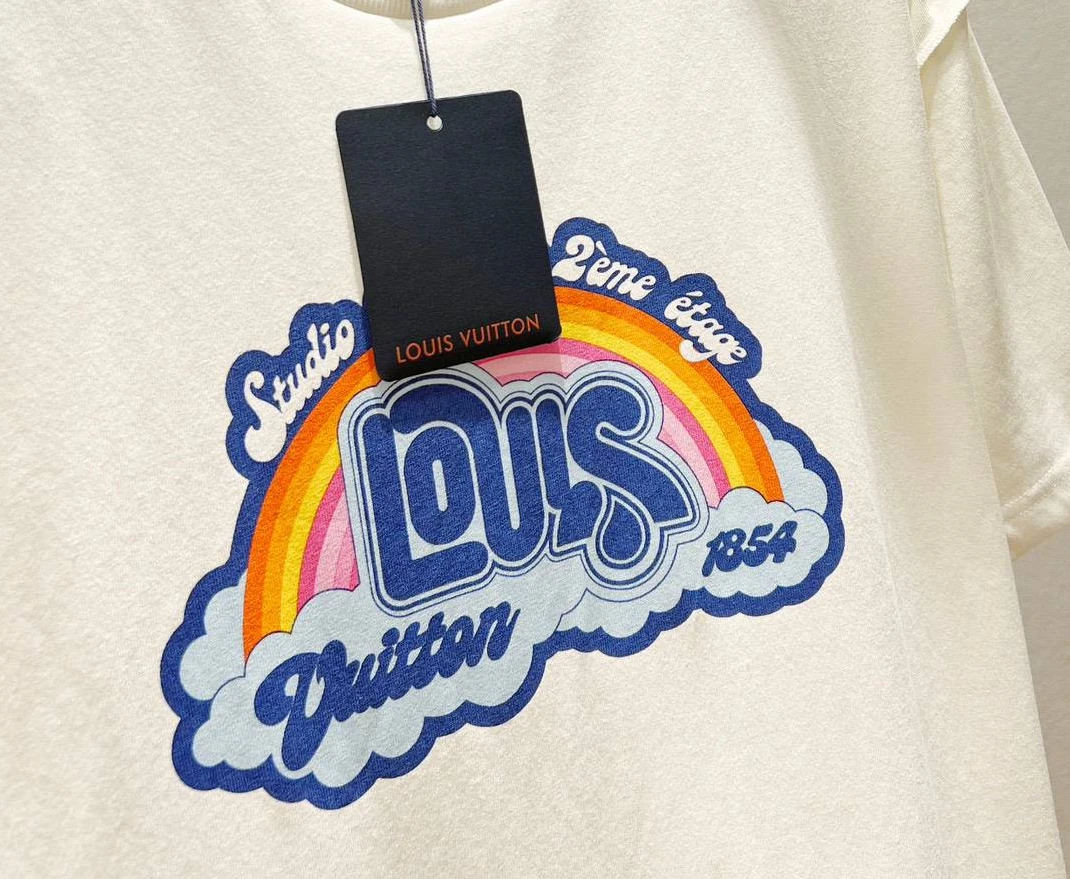 LOUIS VUITTON
Studio
2ème étage
LOUIS
1854
Vuitton